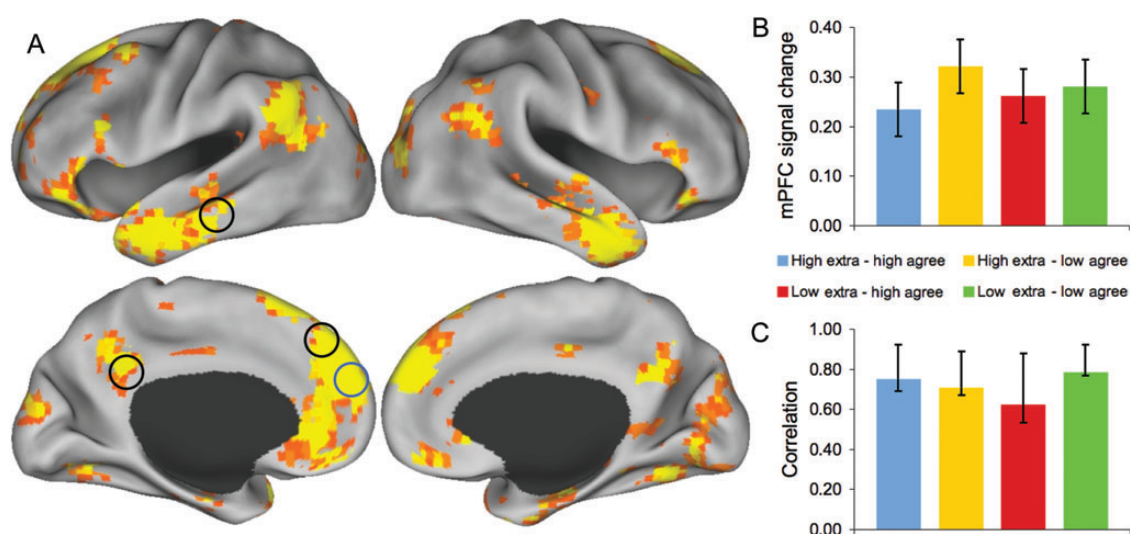 A
B
mPFC signal change
0.40
0.30
0.20
0.10
0.00
High extra - high agree
High extra - low agree
Low extra - high agree
Low extra - low agree
C
Correlation
1.00
0.80
0.60
0.40
0.20
0.00